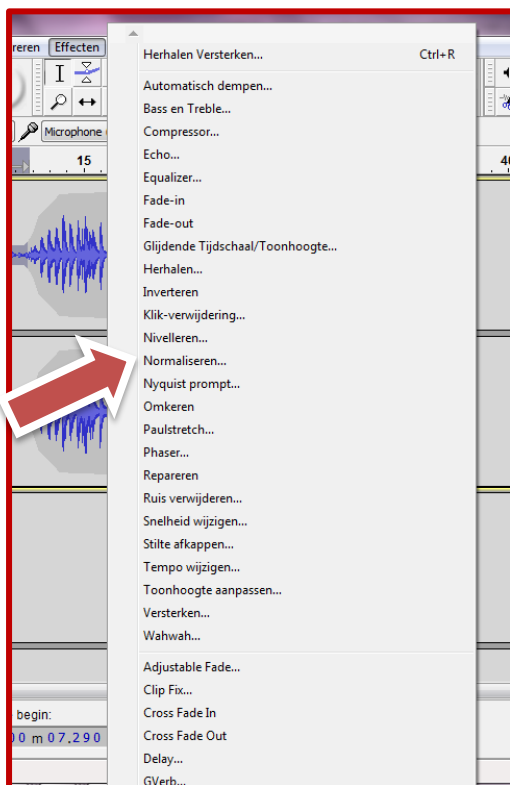 reren Effecten
Herhalen Versterken... Ctrl+R
Automatisch dempen...
Bass en Treble...
Compressor...
Microphone
Echo...
15
Equalizer...
Fade-in
Fade-out
Glijdende Tijdschaal/Toonhoogte...
Herhalen...
Inverteren
Klik-verwijdering...
Nivelleren...
Normaliseren...
Nyquist prompt...
Omkeren
Paulstretch...
Phaser...
Repareren
Ruis verwijderen...
Snelheid wijzigen...
Stilte afkappen...
Tempo wijzigen...
Toonhoogte aanpassen...
Versterken...
Wahwah...
Adjustable Fade...
Clip Fix...
begin:
Cross Fade In
00 m 07.290
Cross Fade Out
Delay...
GVerb...